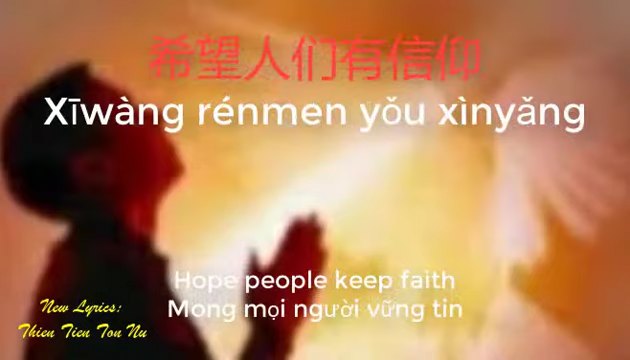 希望人们有信仰
Xīwàng rénmen yǒu xìnyǎng
Hope people keep faith
Mong mọi người vững tin
New Lyrics:
Thien Tien Ton Nu